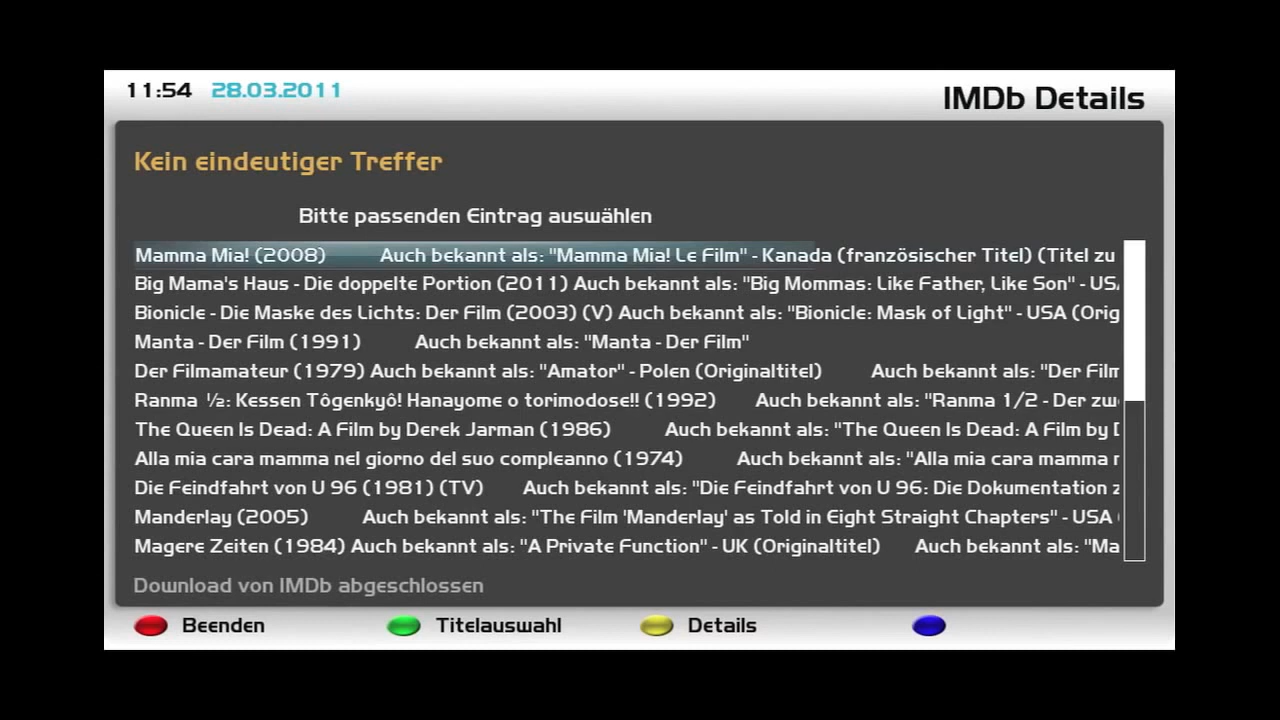 11:54 28.03.2011
IMDb Details
Kein eindeutiger Treffer
Bitte passenden Eintrag auswählen
Mamma Mia! (2008) Auch bekannt als: "Mamma Mia! Le Film" - Kanada (französischer Titel) (Titel zu
Big Mama's Haus - Die doppelte Portion (2011) Auch bekannt als: "Big Mommas: Like Father, Like Son" - USA
Bionicle - Die Maske des Lichts: Der Film (2003) (V) Auch bekannt als: "Bionicle: Mask of Light" - USA (Orig
Manta - Der Film (1991) Auch bekannt als: "Manta - Der Film"
Der Filmamateur (1979) Auch bekannt als: "Amator" - Polen (Originaltitel) Auch bekannt als: "Der Film
Ranma ½: Kessen Tôgenkyô! Hanayome o torimodose!! (1992) Auch bekannt als: "Ranma 1/2 - Der zw
The Queen Is Dead: A Film by Derek Jarman (1986) Auch bekannt als: "The Queen Is Dead: A Film by
Alla mia cara mamma nel giorno del suo compleanno (1974) Auch bekannt als: "Alla mia cara mamma
Die Feindfahrt von U 96 (1981) (TV) Auch bekannt als: "Die Feindfahrt von U 96: Die Dokumentation z
Manderlay (2005) Auch bekannt als: "The Film 'Manderlay' as Told in Eight Straight Chapters" - USA
Magere Zeiten (1984) Auch bekannt als: "A Private Function" - UK (Originaltitel) Auch bekannt als: "Ma
Download von IMDb abgeschlossen
Beenden Titelauswahl Details